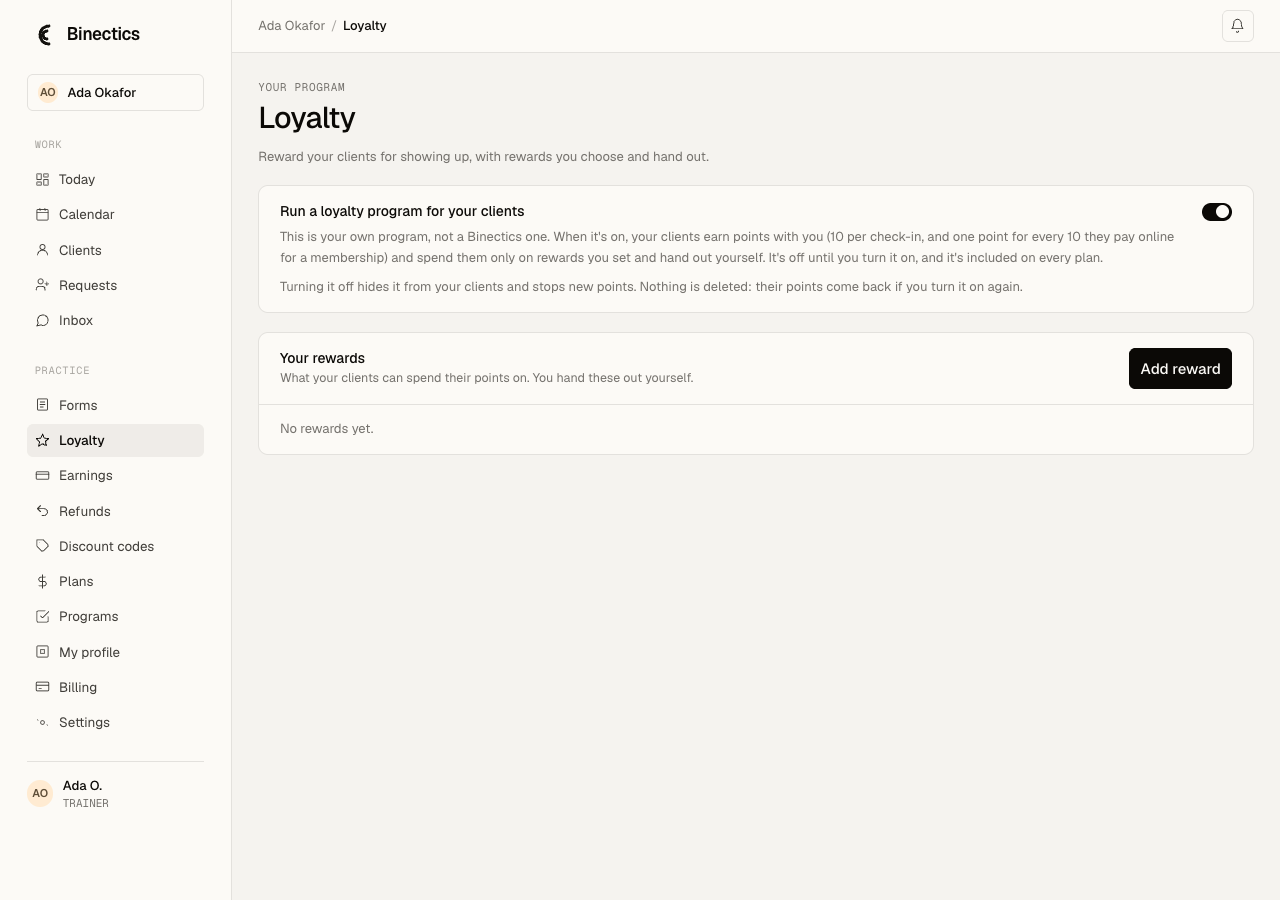 Binectics
AO Ada Okafor
WORK
Today
Calendar
Clients
Requests
Inbox
PRACTICE
Forms
Loyalty
Earnings
Refunds
Discount codes
Plans
Programs
My profile
Billing
Settings
AO Ada O.
TRAINER
Ada Okafor / Loyalty
YOUR PROGRAM
Loyalty
Reward your clients for showing up, with rewards you choose and hand out.
Run a loyalty program for your clients
This is your own program, not a Binectics one. When it's on, your clients earn points with you (10 per check-in, and one point for every 10 they pay online
for a membership) and spend them only on rewards you set and hand out yourself. It's off until you turn it on, and it's included on every plan.
Turning it off hides it from your clients and stops new points. Nothing is deleted: their points come back if you turn it on again.
Your rewards
What your clients can spend their points on. You hand these out yourself.
Add reward
No rewards yet.